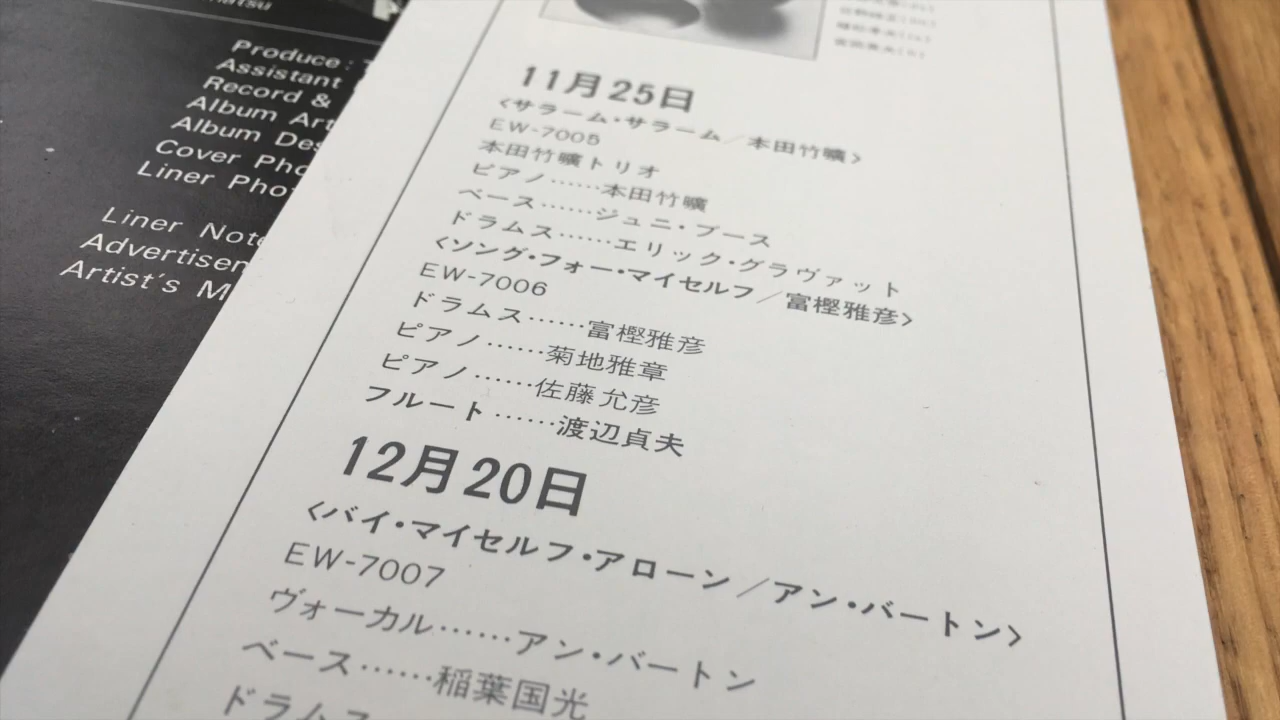 Produce:
Assistant
Record &
Album Art
Album Des
Cover Pho
Liner Phot
Liner Note
Advertisem
Artist's M
11月25日
<サラーム・サラーム／本田竹曠>
EW-7005
本田竹曠トリオ
ピアノ……本田竹曠
ベース……ジュニ・ブース
ドラムス……エリック・グラヴァット
<ソング・フォー・マイセルフ／富樫雅彦>
EW-7006
ドラムス……富樫雅彦
ピアノ……菊地雅章
ピアノ……佐藤允彦
フルート……渡辺貞夫
12月20日
<バイ・マイセルフ・アローン／アン・バートン>
EW-7007
ヴォーカル……アン・バートン
ベース……稲葉国光
ドラムス